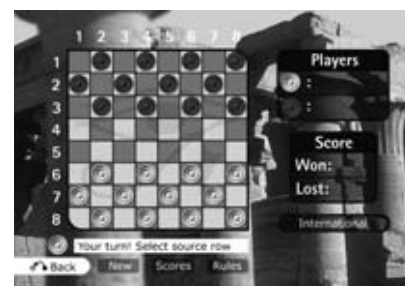 1 2 3 4 5 6 7 8
1
2
3
4
5
6
7
8
Players
:
:
Score
Won:
Lost:
International
Your turn! Select source row
Back New Scores Rules